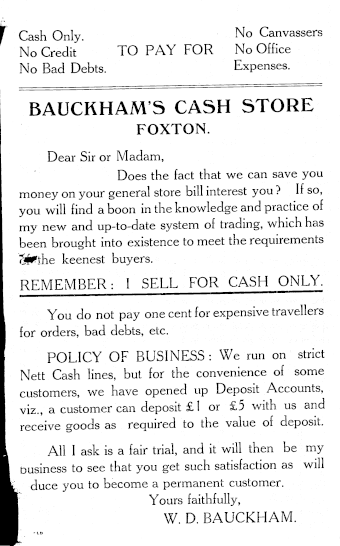 Cash Only. No Canvassers
No Credit TO PAY FOR No Office
No Bad Debts. Expenses.
BAUCKHAM'S CASH STORE
FOXTON.
Dear Sir or Madam,
Does the fact that we can save you
money on your general store bill interest you? If so,
you will find a boon in the knowledge and practice of
my new and up-to-date system of trading, which has
been brought into existence to meet the requirements
the keenest buyers.
REMEMBER: I SELL FOR CASH ONLY.
You do not pay one cent for expensive travellers
for orders, bad debts, etc.
POLICY OF BUSINESS: We run on strict
Nett Cash lines, but for the convenience of some
customers, we have opened up Deposit Accounts,
viz., a customer can deposit £1 or £5 with us and
receive goods as required to the value of deposit.
All I ask is a fair trial, and it will then be my
business to see that you get such satisfaction as will
duce you to become a permanent customer.
Yours faithfully,
W. D. BAUCKHAM.